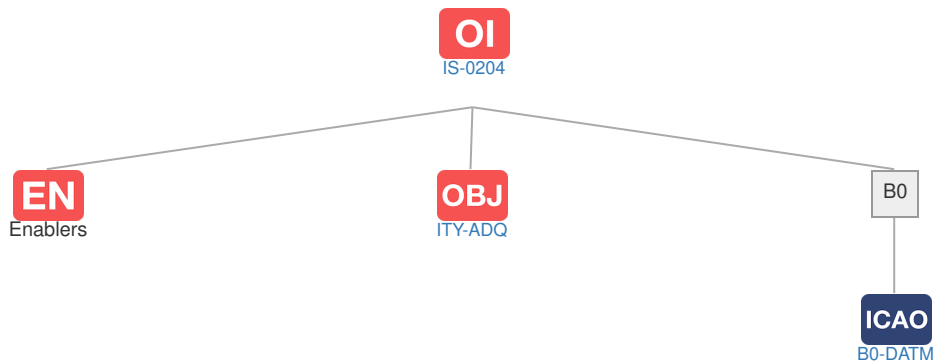 OI
IS-0204
EN
Enablers
OBJ
ITY-ADQ
B0
ICAO
B0-DATM